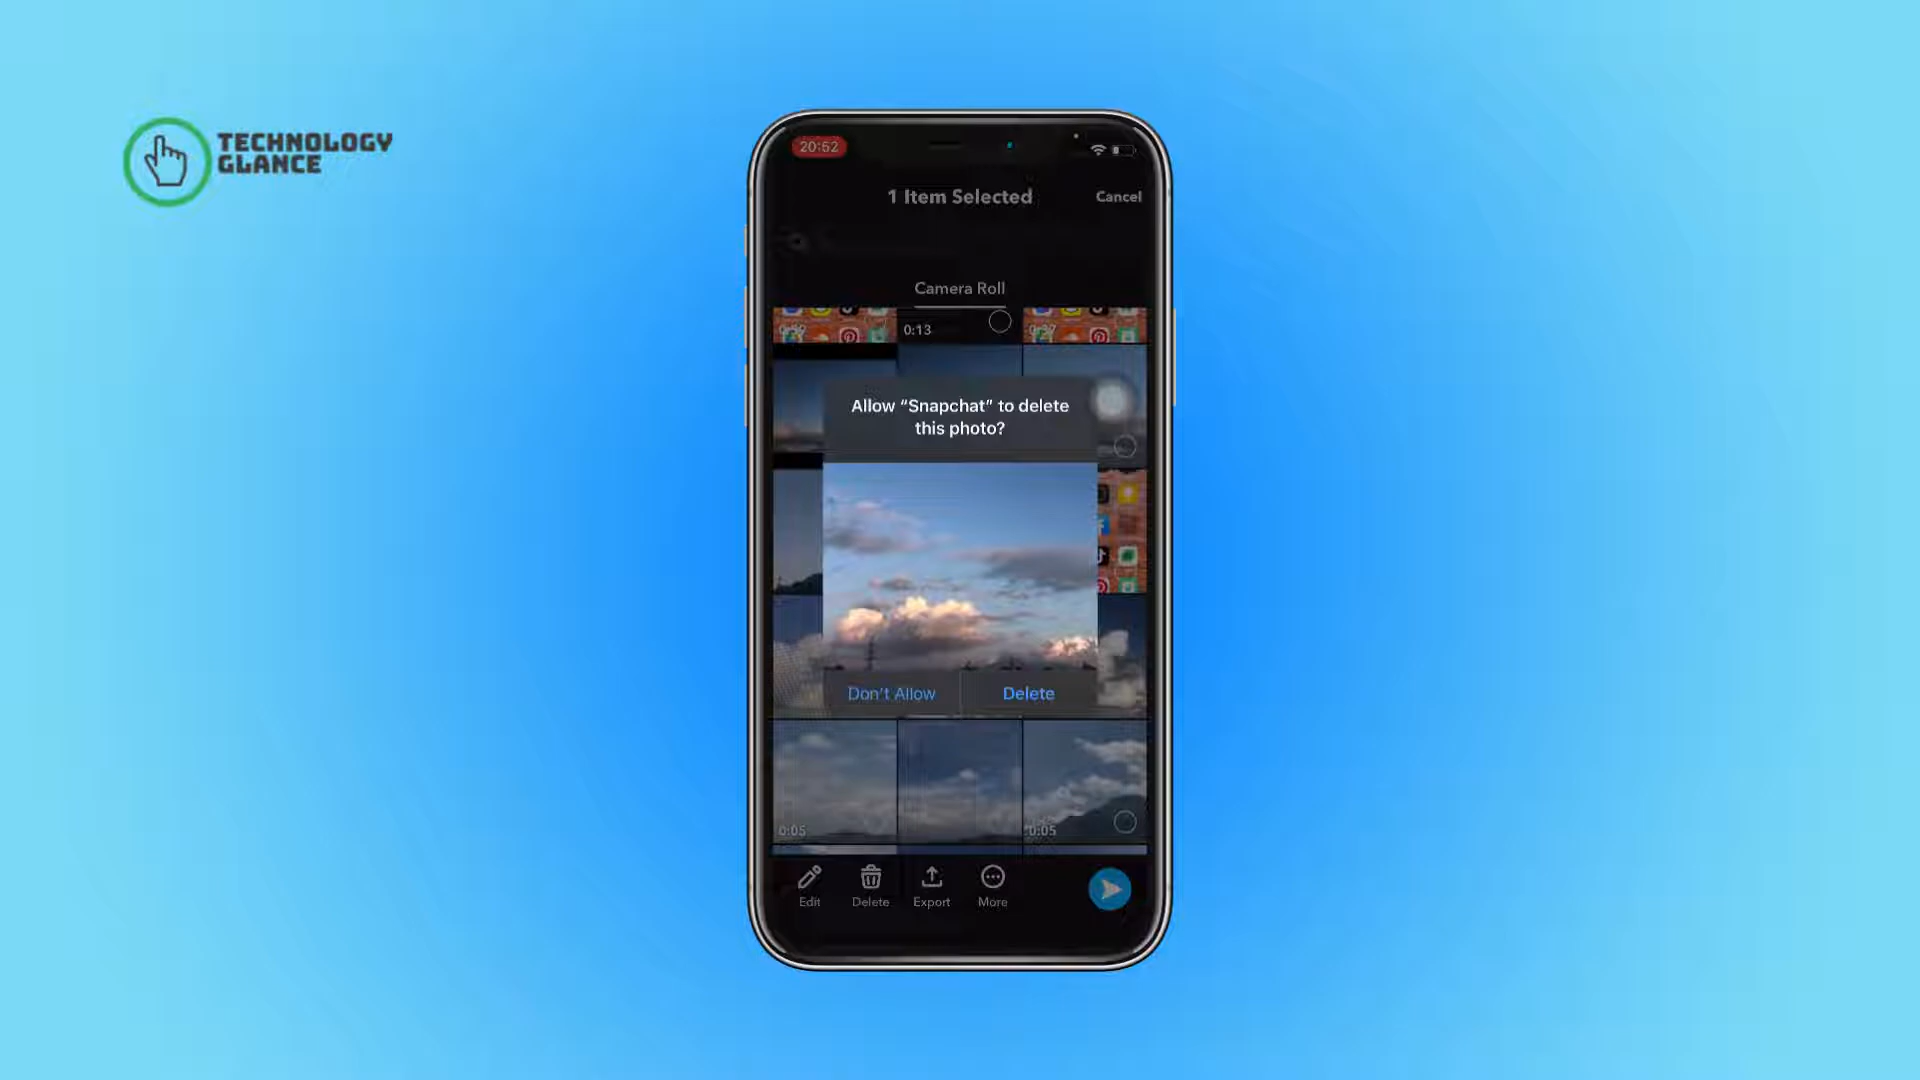 TECHNOLOGY
GLANCE
20:52
1 Item Selected
Cancel
Camera Roll
0:13
Allow “Snapchat” to delete
this photo?
Don’t Allow
Delete
0:05
0:05
Edit
Delete
Export
More